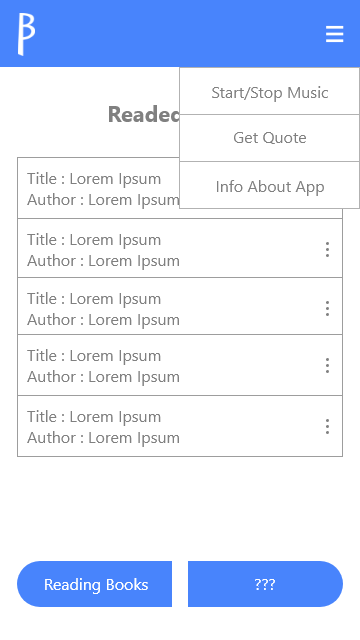 β
Start/Stop Music
Readed
Get Quote
Info About App
Title : Lorem Ipsum
Author : Lorem Ipsum
Title : Lorem Ipsum
Author : Lorem Ipsum
Title : Lorem Ipsum
Author : Lorem Ipsum
Title : Lorem Ipsum
Author : Lorem Ipsum
Title : Lorem Ipsum
Author : Lorem Ipsum
Reading Books
???